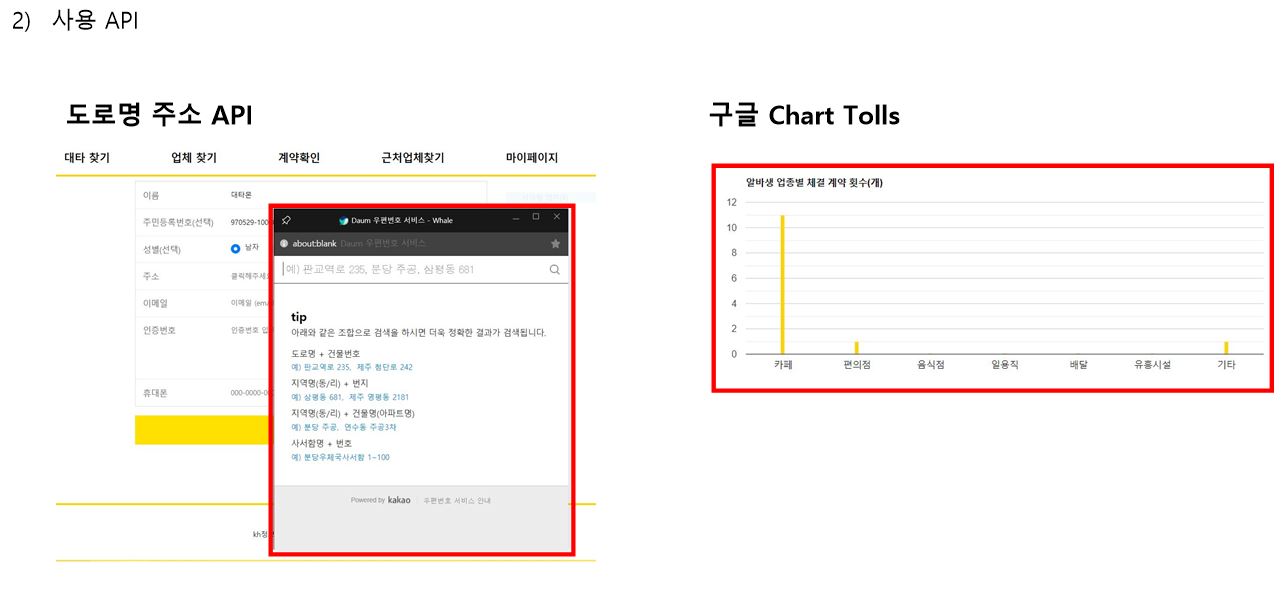 2) 사용 API
도로명 주소 API
대타 찾기 업체 찾기 계약확인 근처업체찾기 마이페이지
이름 대타몬
주민등록번호(선택) 970529-100
성별(선택) 남자
주소 클릭해주세
이메일 이메일 (em
인증번호 인증번호 입
휴대폰 000-0000-0
kh정
Daum 우편번호 서비스 - Whale
about:blank Daum 우편번호 서비스
예) 판교역로 235, 분당 주공, 삼평동 681
tip
아래와 같은 조합으로 검색을 하시면 더욱 정확한 결과가 검색됩니다.
도로명 + 건물번호
예) 판교역로 235, 제주 첨단로 242
지역명(동/리) + 번지
예) 삼평동 681, 제주 영평동 2181
지역명(동/리) + 건물명(아파트명)
예) 분당 주공, 연수동 주공3차
사서함명 + 번호
예) 분당우체국사서함 1~100
Powered by kakao 우편번호 서비스 안내
구글 Chart Tolls
알바생 업종별 체결 계약 횟수(개)
12
10
8
6
4
2
0
카페 편의점 음식점 일용직 배달 유흥시설 기타